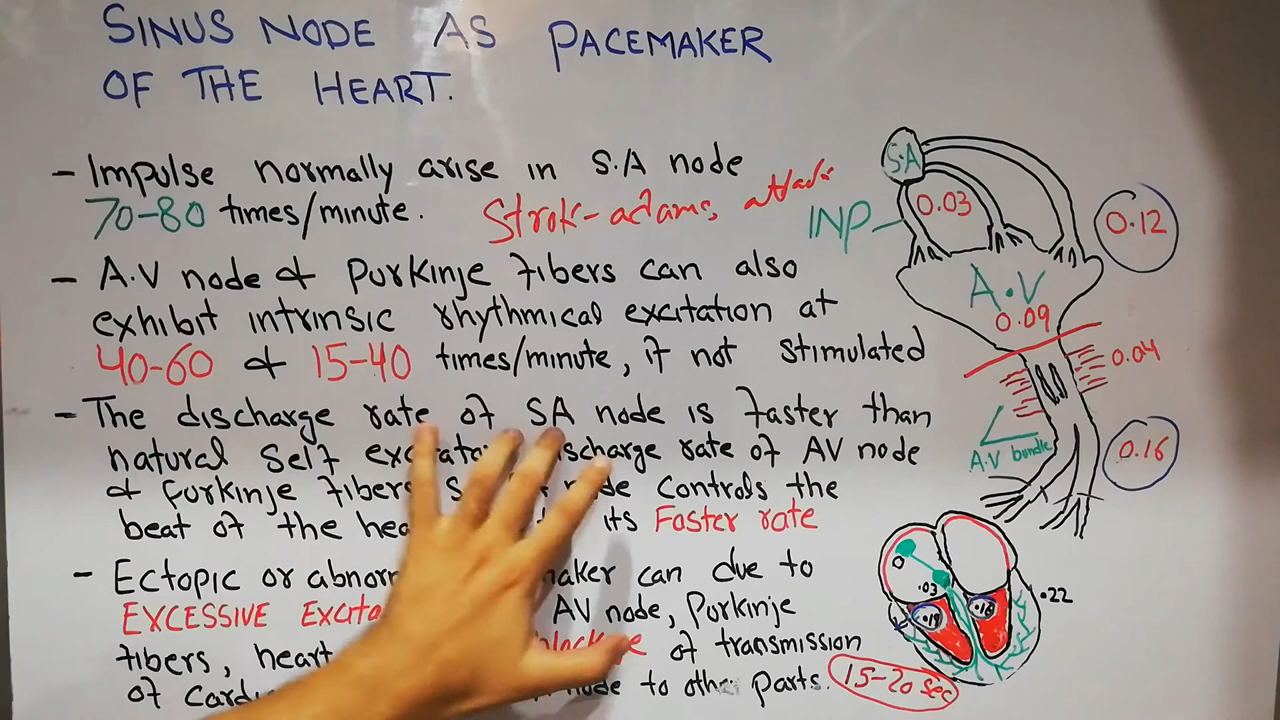 SINUS NODE AS PACEMAKER
OF THE HEART.
- Impulse normally arise in S.A node
70-80 times/minute.
Strok-adams, attack
- A.V node & Purkinje fibers can also
exhibit intrinsic rhythmical excitation at
40-60 & 15-40 times/minute, if not stimulated
- The discharge rate of SA node is faster than
natural self discharge rate of AV node
& Furkinje fibers node controls the
beat of the its Faster rate
- Ectopic or can due to
EXCESSIVE AV node, Purkinje
fibers, heart of transmission
of node to other parts.
15-20 sec
S.A
0.03
INP
0.12
A.V
0.09
0.04
A.V bundle
0.16
.03
.19
.18
.22